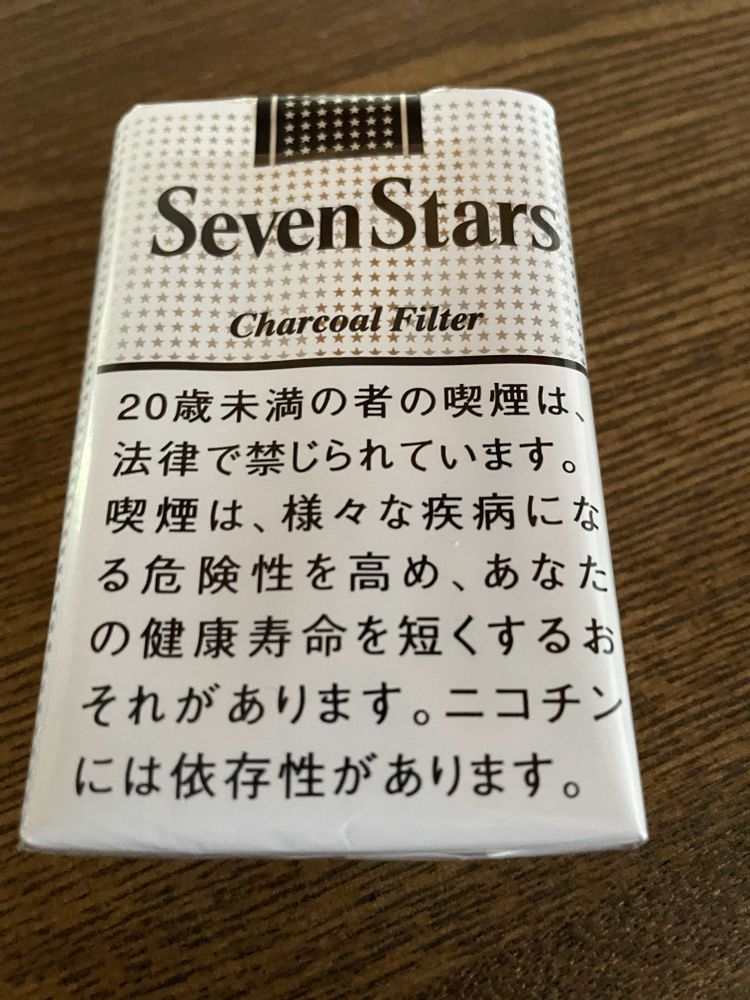 Seven Stars
Charcoal Filter
20歳未満の者の喫煙は、
法律で禁じられています。
喫煙は、様々な疾病にな
る危険性を高め、あなた
の健康寿命を短くするお
それがあります。ニコチン
には依存性があります。